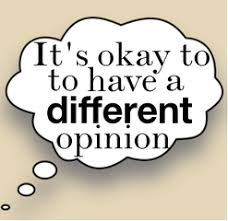 It's okay to
to have a
different
opinion